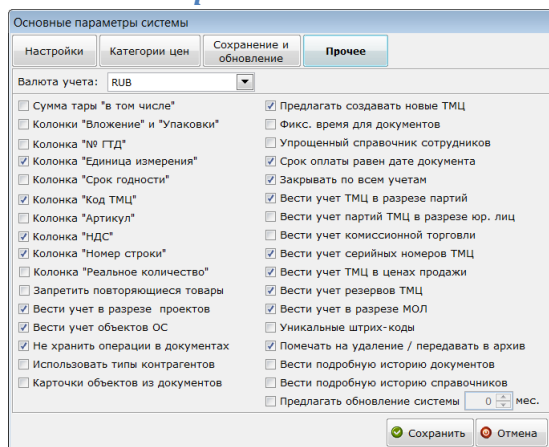 Основные параметры системы
Настройки
Категории цен
Сохранение и
обновление
Прочее
Валюта учета: RUB
Сумма тары "в том числе"
Колонки "Вложение" и "Упаковки"
Колонка "№ ГТД"
Колонка "Единица измерения"
Колонка "Срок годности"
Колонка "Код ТМЦ"
Колонка "Артикул"
Колонка "НДС"
Колонка "Номер строки"
Колонка "Реальное количество"
Запретить повторяющиеся товары
Вести учет в разрезе проектов
Вести учет объектов ОС
Не хранить операции в документах
Использовать типы контрагентов
Карточки объектов из документов
Предлагать создавать новые ТМЦ
Фикс. время для документов
Упрощенный справочник сотрудников
Срок оплаты равен дате документа
Закрывать по всем учетам
Вести учет ТМЦ в разрезе партий
Вести учет партий ТМЦ в разрезе юр. лиц
Вести учет комиссионной торговли
Вести учет серийных номеров ТМЦ
Вести учет ТМЦ в ценах продажи
Вести учет резервов ТМЦ
Вести учет в разрезе МОЛ
Уникальные штрих-коды
Помечать на удаление / передавать в архив
Вести подробную историю документов
Вести подробную историю справочников
Предлагать обновление системы 0 мес.
Сохранить
Отмена